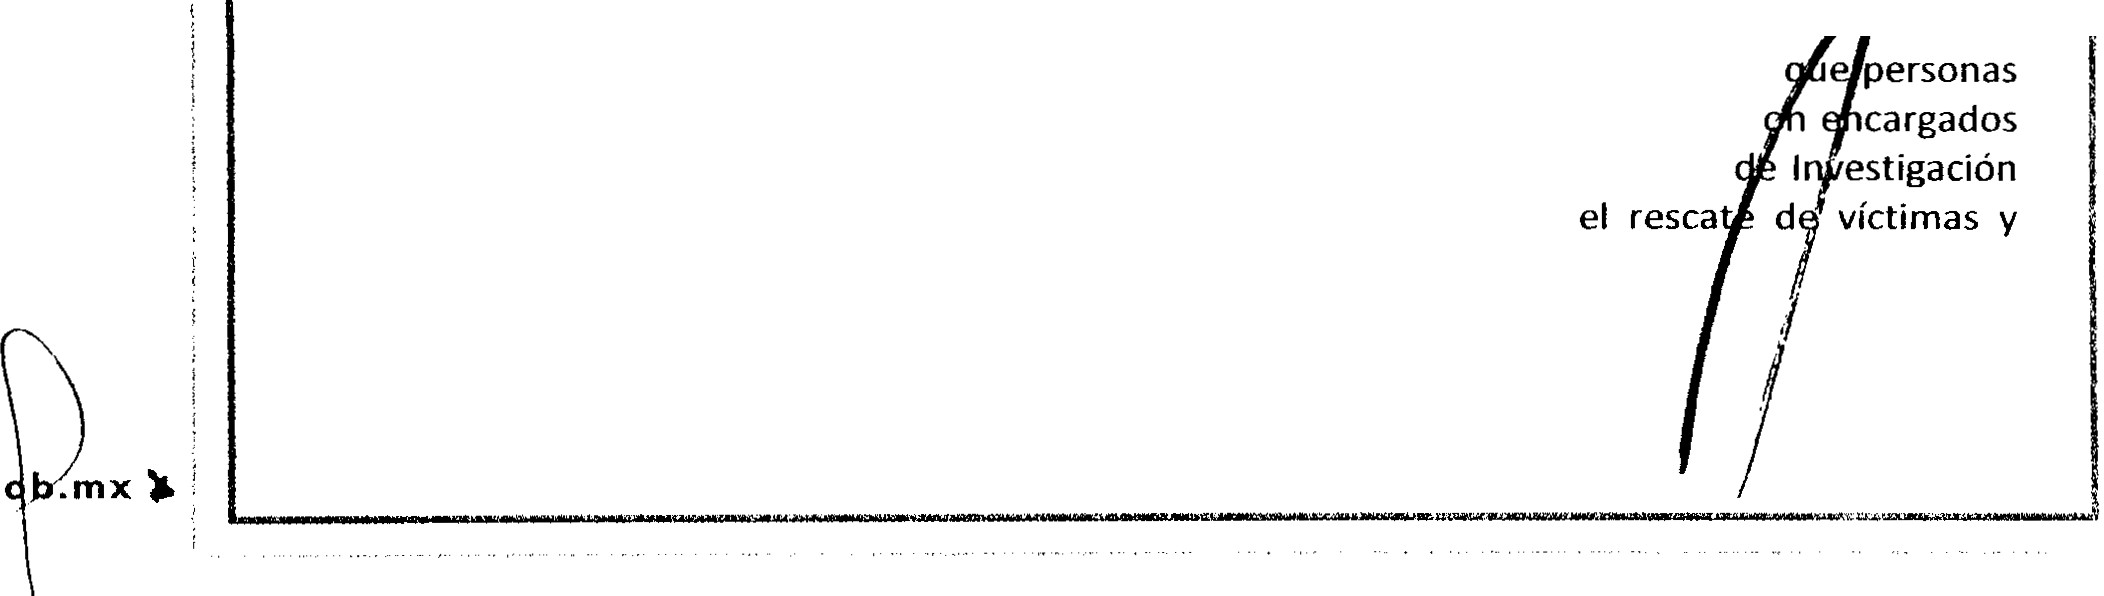 que personas
on encargados
de Investigación
el rescate de víctimas y
ob.mx